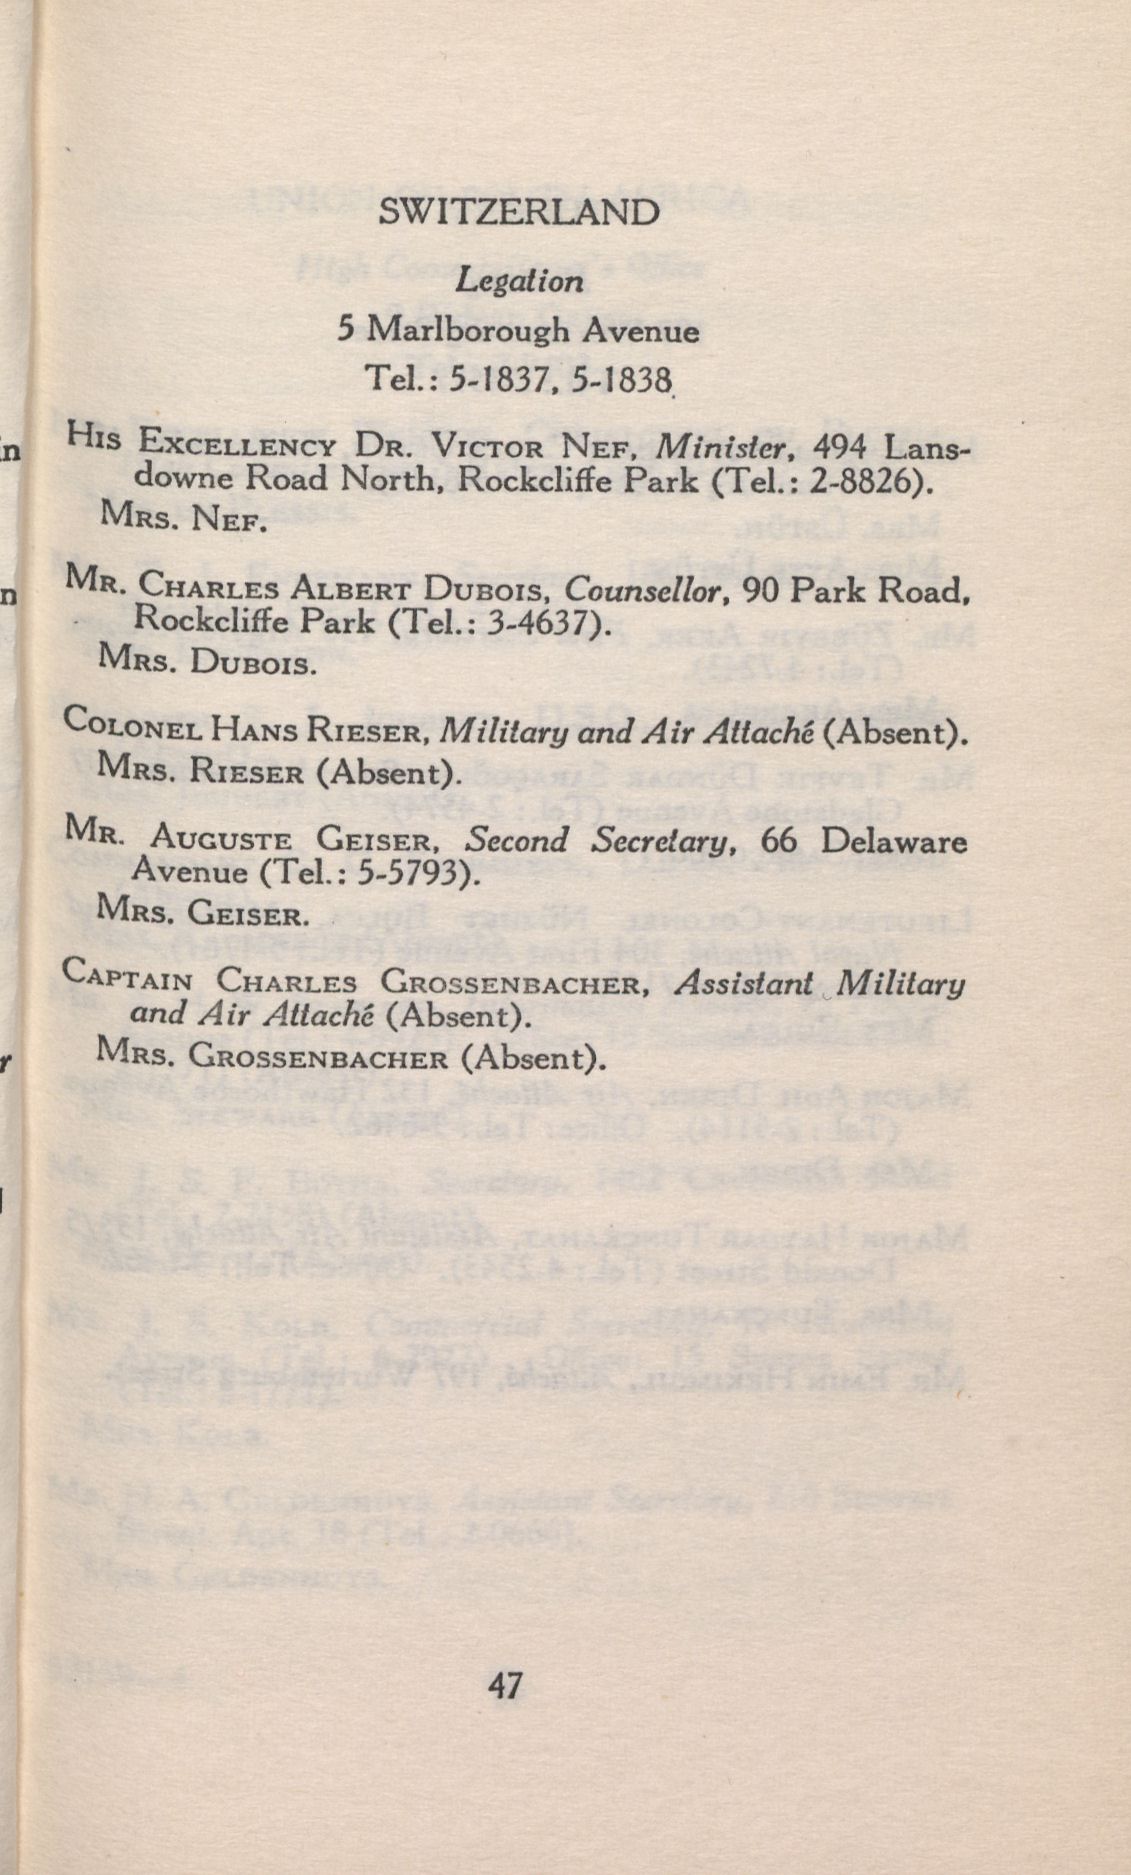 SWITZERLAND
Legation
5 Marlborough Avenue
Tel.: 5-1837, 5-1838.
HIS EXCELLENCY DR. VICTOR NEF, Minister, 494 Lans-
downe Road North, Rockcliffe Park (Tel.: 2-8826).
MRS. NEF.
MR. CHARLES ALBERT DUBOIS, Counsellor, 90 Park Road,
Rockcliffe Park (Tel.: 3-4637).
MRS. DUBOIS.
COLONEL HANS RIESER, Military and Air Attaché (Absent).
MRS. RIESER (Absent).
MR. AUGUSTE GEISER, Second Secretary, 66 Delaware
Avenue (Tel.: 5-5793).
MRS. GEISER.
CAPTAIN CHARLES GROSSENBACHER, Assistant Military
and Air Attaché (Absent).
MRS. GROSSENBACHER (Absent).
47